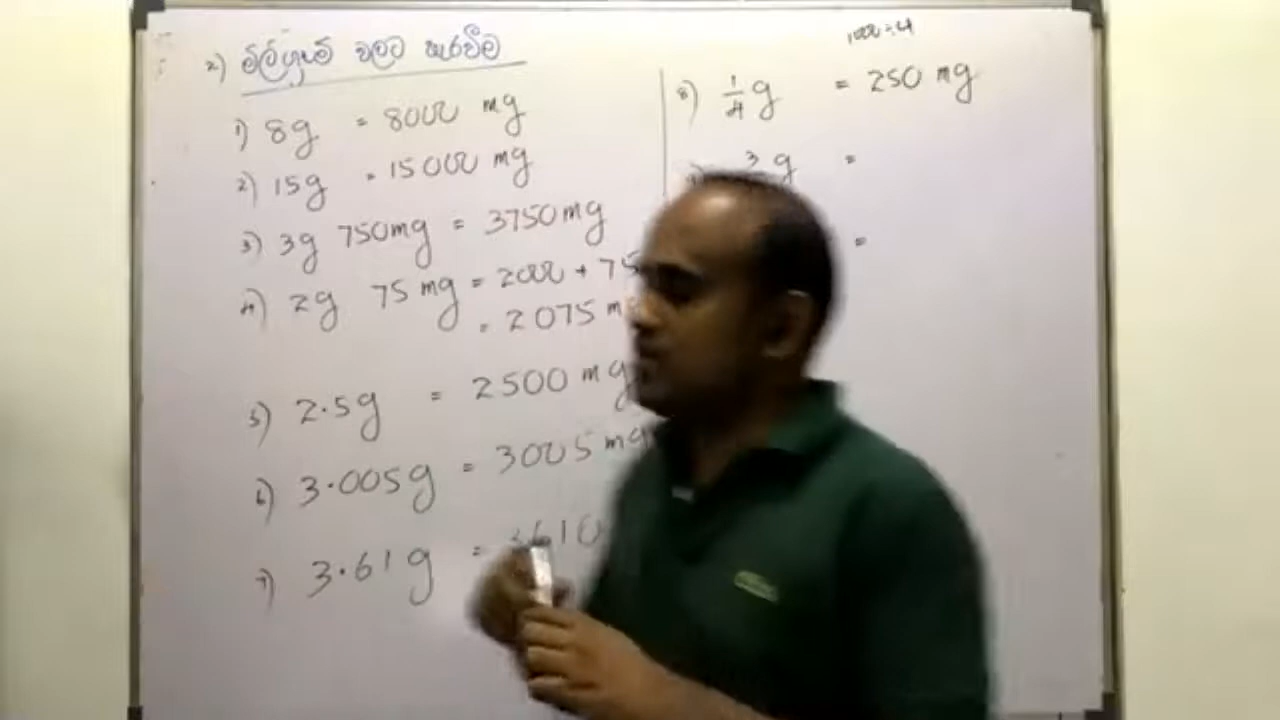 2) මිලිග්‍රෑම් වලට හැරවීම
1) 8g = 8000 mg
2) 15g = 15000 mg
3) 3g 750mg = 3750mg
4) 2g 75 mg = 2000 + 75
= 2075 mg
5) 2.5g = 2500 mg
6) 3.005g = 3005 mg
7) 3.61g = 3610
1000÷4
8) 1/4 g = 250 mg
3 g =
=